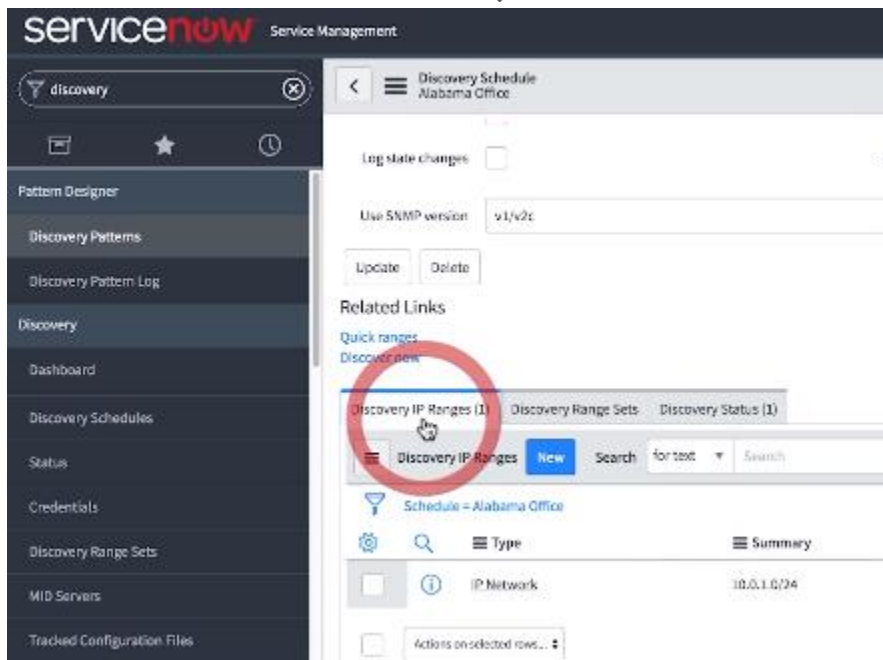 servicenow Service Management
discovery
Discovery Schedule
Alabama Office
Pattern Designer
Discovery Patterns
Discovery Pattern Log
Discovery
Dashboard
Discovery Schedules
Status
Credentials
Discovery Range Sets
MID Servers
Tracked Configuration Files
Log state changes
Use SNMP version v1/v2c
Update Delete
Related Links
Quick ranges
Discover now
Discovery IP Ranges (1) Discovery Range Sets Discovery Status (1)
Discovery IP Ranges New Search for text Search
Schedule = Alabama Office
Type Summary
IP Network 10.0.1.0/24
Actions on selected rows...